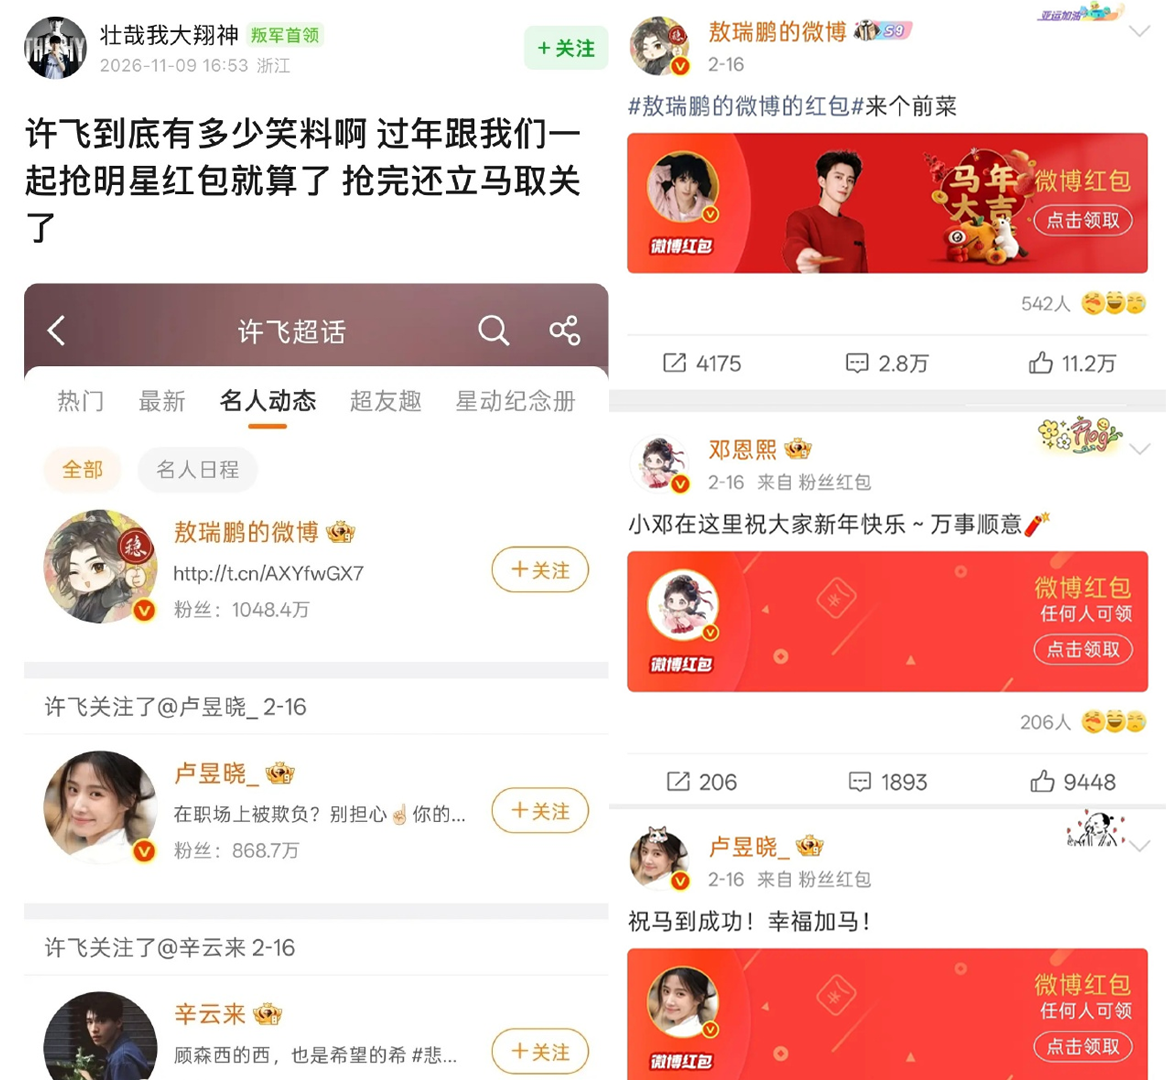 壮哉我大翔神 叛军首领
2026-11-09 16:53 浙江
+ 关注
许飞到底有多少笑料啊 过年跟我们一
起抢明星红包就算了 抢完还立马取关
了
许飞超话
热门 最新 名人动态 超友趣 星动纪念册
全部 名人日程
敖瑞鹏的微博
http://t.cn/AXYfwGX7
粉丝：1048.4万
稳
+关注
许飞关注了@卢昱晓_ 2-16
卢昱晓_
在职场上被欺负？别担心☝️你的...
粉丝：868.7万
+关注
许飞关注了@辛云来 2-16
辛云来
顾森西的西，也是希望的希 #悲...
+关注
敖瑞鹏的微博 S9
亚运加油
2-16
#敖瑞鹏的微博的红包#来个前菜
微博红包
马年
大吉
微博红包
点击领取
542人
4175 2.8万 11.2万
邓恩熙
Plog
2-16 来自 粉丝红包
小邓在这里祝大家新年快乐~万事顺意🧨
微博红包
微博红包
任何人可领
点击领取
206人
206 1893 9448
卢昱晓_
2-16 来自 粉丝红包
祝马到成功！幸福加马！
微博红包
微博红包
任何人可领
点击领取